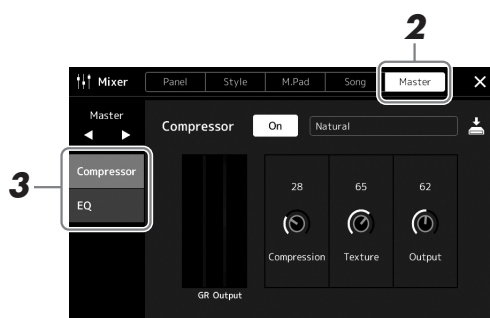 2
Mixer Panel Style M.Pad Song Master
Master
Compressor On Natural
3
Compressor
EQ
28 65 62
Compression Texture Output
GR Output